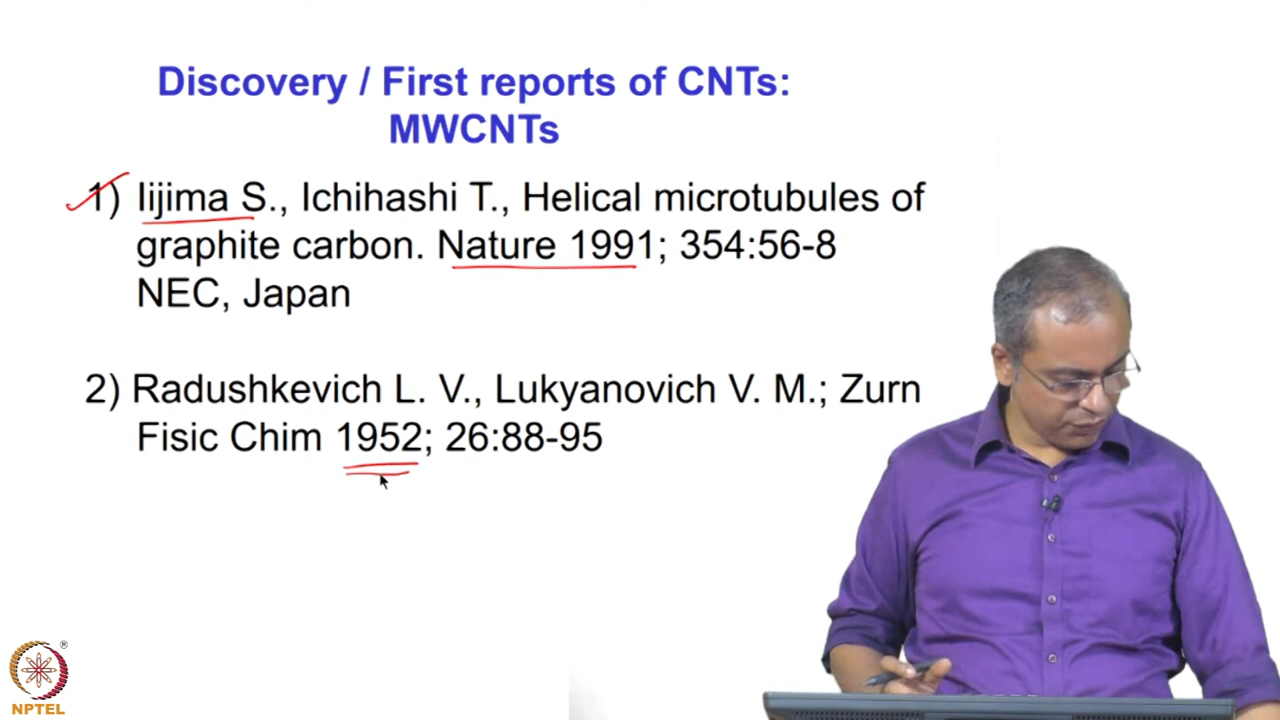 Discovery / First reports of CNTs:
MWCNTs
1) Iijima S., Ichihashi T., Helical microtubules of
graphite carbon. Nature 1991; 354:56-8
NEC, Japan
2) Radushkevich L. V., Lukyanovich V. M.; Zurn
Fisic Chim 1952; 26:88-95
®
NPTEL